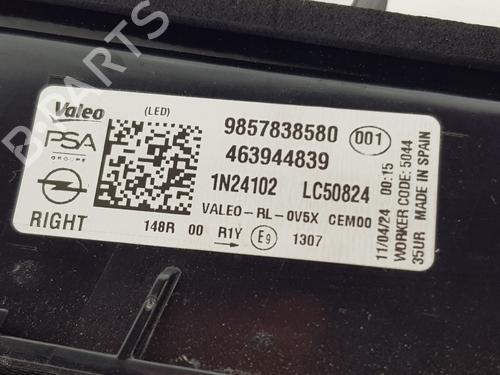 Valeo (LED)
PSA
GROUPE
RIGHT
9857838580 001
463944839
1N24102 LC50824
VALEO-RL-0V5X CEM00
148R 00 R1Y E9 1307
11/04/24 00:15
WORKER CODE: 5044
35UR MADE IN SPAIN
B-PARTS